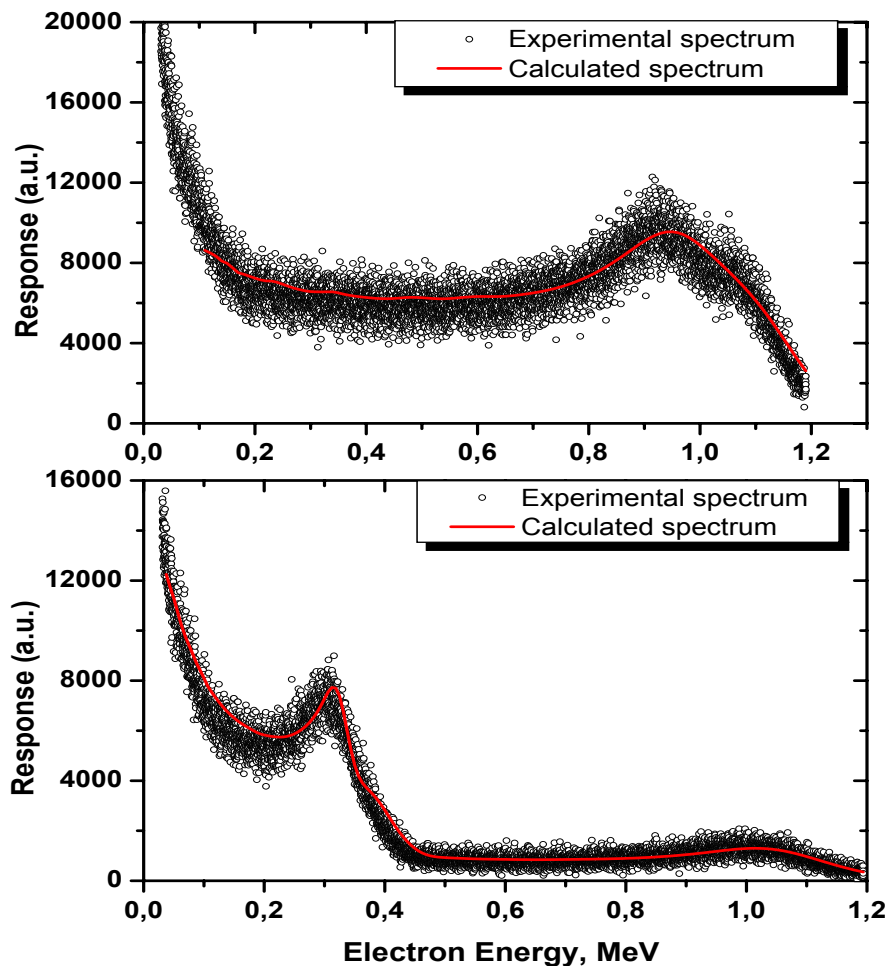 20000
16000
12000
8000
4000
0
Response (a.u.)
Experimental spectrum
Calculated spectrum
0,0 0,2 0,4 0,6 0,8 1,0 1,2
16000
12000
8000
4000
0
Response (a.u.)
Experimental spectrum
Calculated spectrum
0,0 0,2 0,4 0,6 0,8 1,0 1,2
Electron Energy, MeV